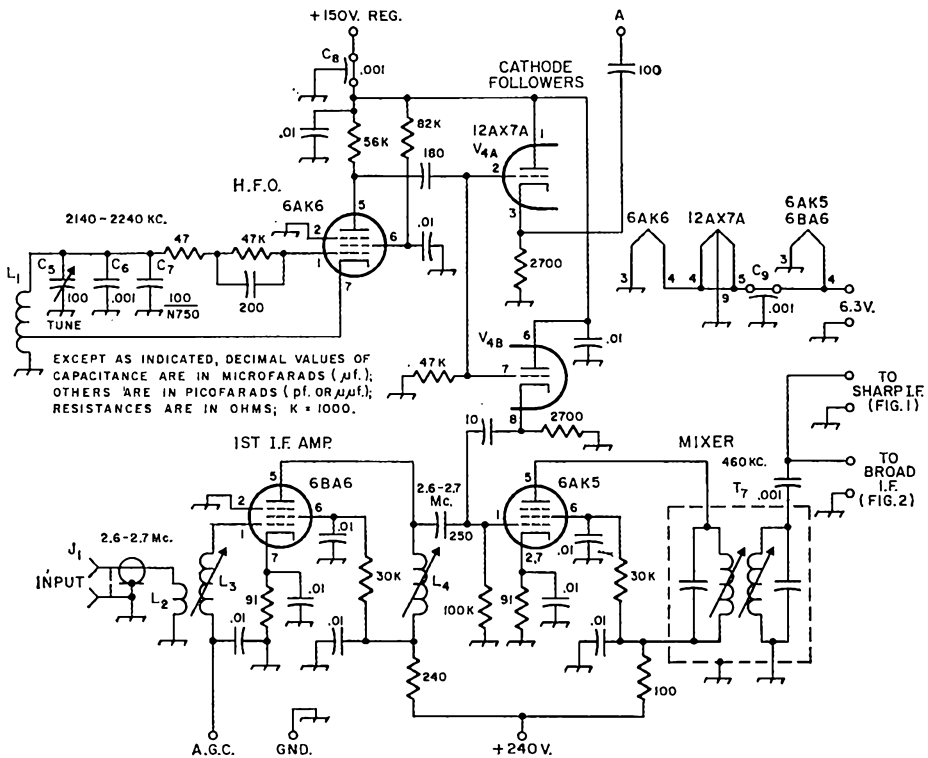 +150V. REG.
A
C8
.001
100
CATHODE
FOLLOWERS
.01
56K
82K
12AX7A
V4A
1
2
3
180
H.F.O.
6AK6
5
2
6
1
7
.01
2140-2240 KC.
47
47K
200
L1
C5
100
TUNE
C6
.001
C7
100
N750
2700
6AK6
12AX7A
6AK5
6BA6
3
4
4
5
9
C9
.001
3
4
6.3V.
EXCEPT AS INDICATED, DECIMAL VALUES OF
CAPACITANCE ARE IN MICROFARADS (µf.);
OTHERS ARE IN PICOFARADS (pf. OR µµf.);
RESISTANCES ARE IN OHMS; K = 1000.
V4B
6
7
8
.01
47K
10
2700
TO
SHARP I.F.
(FIG.1)
TO
BROAD
I.F.
(FIG.2)
1ST I.F. AMP.
6BA6
5
2
6
1
7
.01
30K
2.6-2.7
Mc.
250
MIXER
6AK5
5
1
6
2,7
.01
30K
460KC.
T7
.001
J1
INPUT
2.6-2.7 Mc.
L2
L3
.01
91
.01
.01
L4
240
100K
91
.01
.01
100
A.G.C.
GND.
+240V.